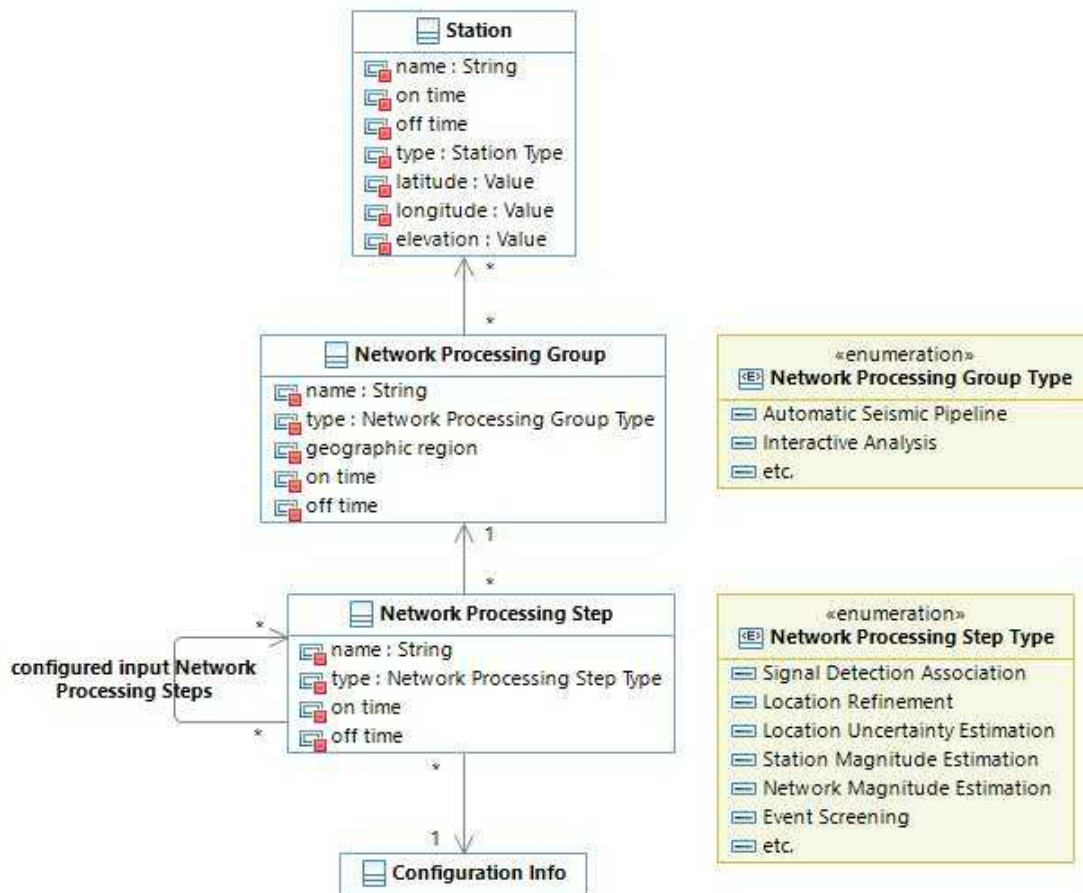 Station
name : String
on time
off time
type : Station Type
latitude : Value
longitude : Value
elevation : Value
*
*
Network Processing Group
name : String
type : Network Processing Group Type
geographic region
on time
off time
«enumeration»
<E> Network Processing Group Type
Automatic Seismic Pipeline
Interactive Analysis
etc.
1
*
Network Processing Step
name : String
type : Network Processing Step Type
on time
off time
*
configured input Network
Processing Steps
*
«enumeration»
<E> Network Processing Step Type
Signal Detection Association
Location Refinement
Location Uncertainty Estimation
Station Magnitude Estimation
Network Magnitude Estimation
Event Screening
etc.
*
1
Configuration Info